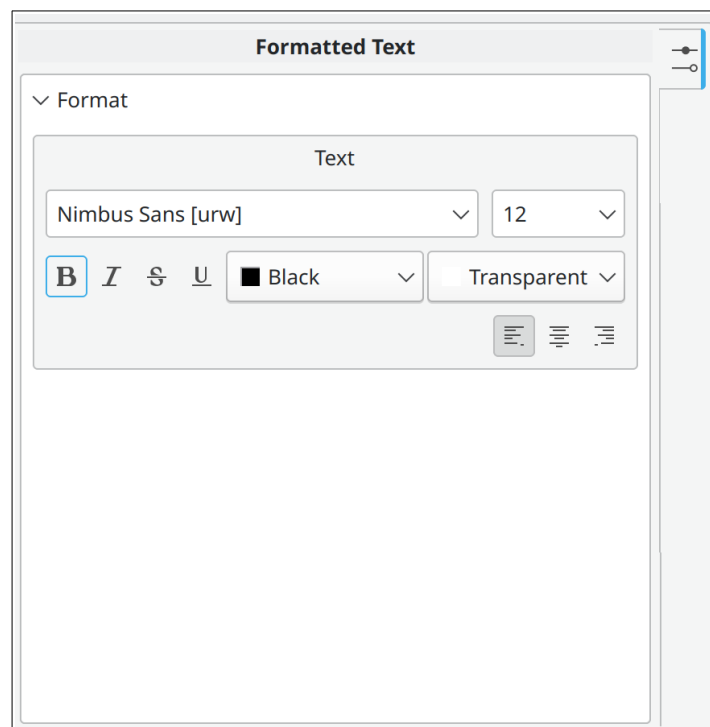 Formatted Text
Format
Text
Nimbus Sans [urw] 12
B I S U Black Transparent